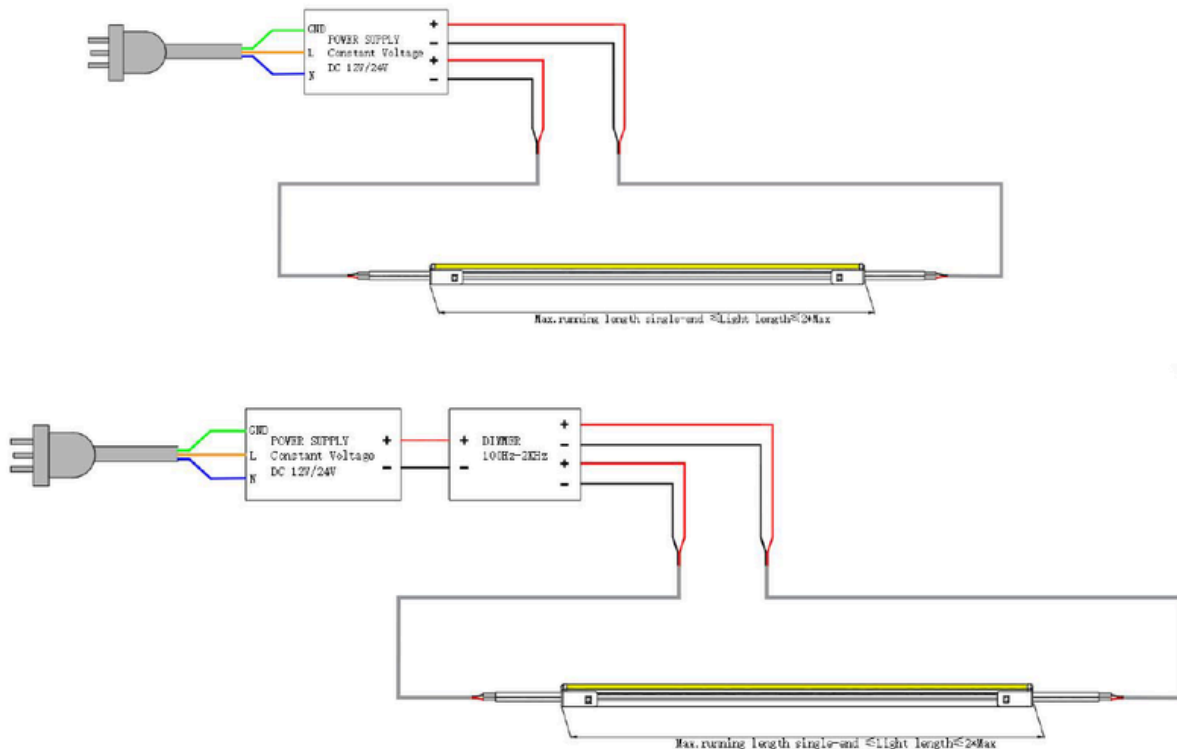 GND
POWER SUPPLY
L Constant Voltage
DC 12V/24V
N
+
-
+
-
Max.running length single-end ≤Light length≤2*Max
GND
POWER SUPPLY
L Constant Voltage
DC 12V/24V
N
+
-
+
-
DIMMER
100Hz-2KHz
+
-
+
-
Max.running length single-end ≤Light length≤2*Max